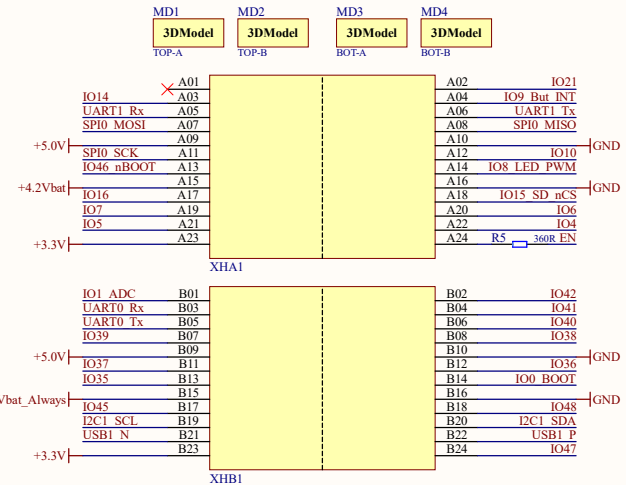 MD1 MD2 MD3 MD4
3DModel 3DModel 3DModel 3DModel
TOP-A TOP-B BOT-A BOT-B
A01 A02 IO21
IO14 A03 A04 IO9_But_INT
UART1_Rx A05 A06 UART1_Tx
SPI0_MOSI A07 A08 SPI0_MISO
+5.0V A09 A10 GND
SPI0_SCK A11 A12 IO10
IO46_nBOOT A13 A14 IO8_LED_PWM
+4.2Vbat A15 A16 GND
IO16 A17 A18 IO15_SD_nCS
IO7 A19 A20 IO6
IO5 A21 A22 IO4
+3.3V A23 A24 R5 360R EN
XHA1
IO1_ADC B01 B02 IO42
UART0_Rx B03 B04 IO41
UART0_Tx B05 B06 IO40
IO39 B07 B08 IO38
+5.0V B09 B10 GND
IO37 B11 B12 IO36
IO35 B13 B14 IO0_BOOT
Vbat_Always B15 B16 GND
IO45 B17 B18 IO48
I2C1_SCL B19 B20 I2C1_SDA
USB1_N B21 B22 USB1_P
+3.3V B23 B24 IO47
XHB1